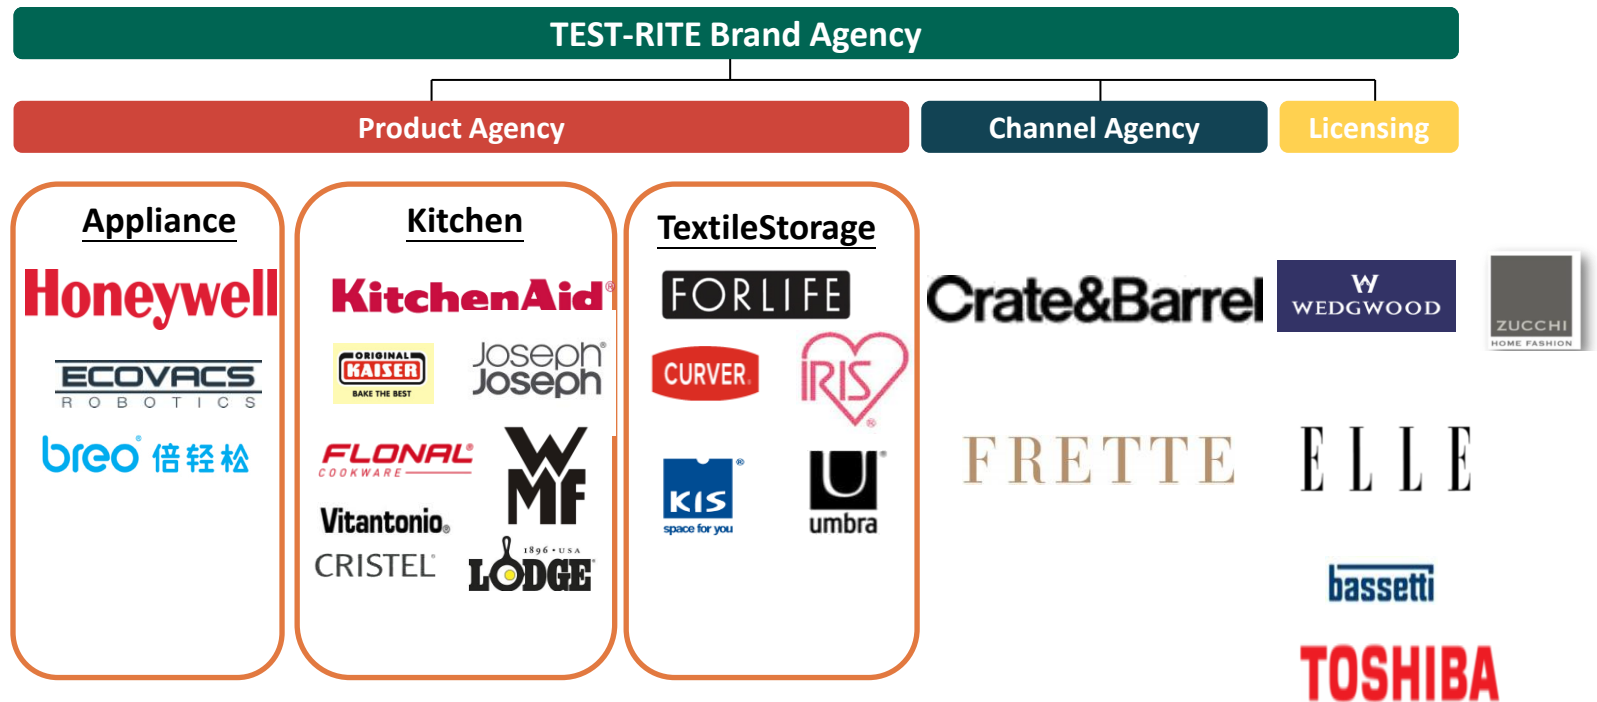 TEST-RITE Brand Agency
Product Agency
Channel Agency
Licensing
Appliance
Honeywell
ECOVACS
ROBOTICS
breo® 倍轻松
Kitchen
KitchenAid®
ORIGINAL
KAISER
BAKE THE BEST
Joseph®
Joseph
FLONAL®
COOKWARE
WMF
Vitantonio®
CRISTEL®
1896 • USA
LODGE®
TextileStorage
FORLIFE
CURVER®
IRIS®
KIS®
space for you
U®
umbra
Crate&Barrel
FRETTE
W
WEDGWOOD
ZUCCHI
HOME FASHION
ELLE
bassetti
TOSHIBA